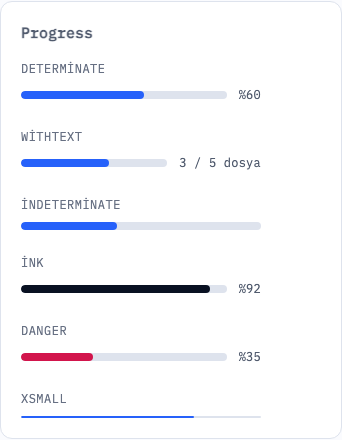 Progress
DETERMİNATE
%60
WİTHTEXT
3 / 5 dosya
İNDETERMİNATE
İNK
%92
DANGER
%35
XSMALL